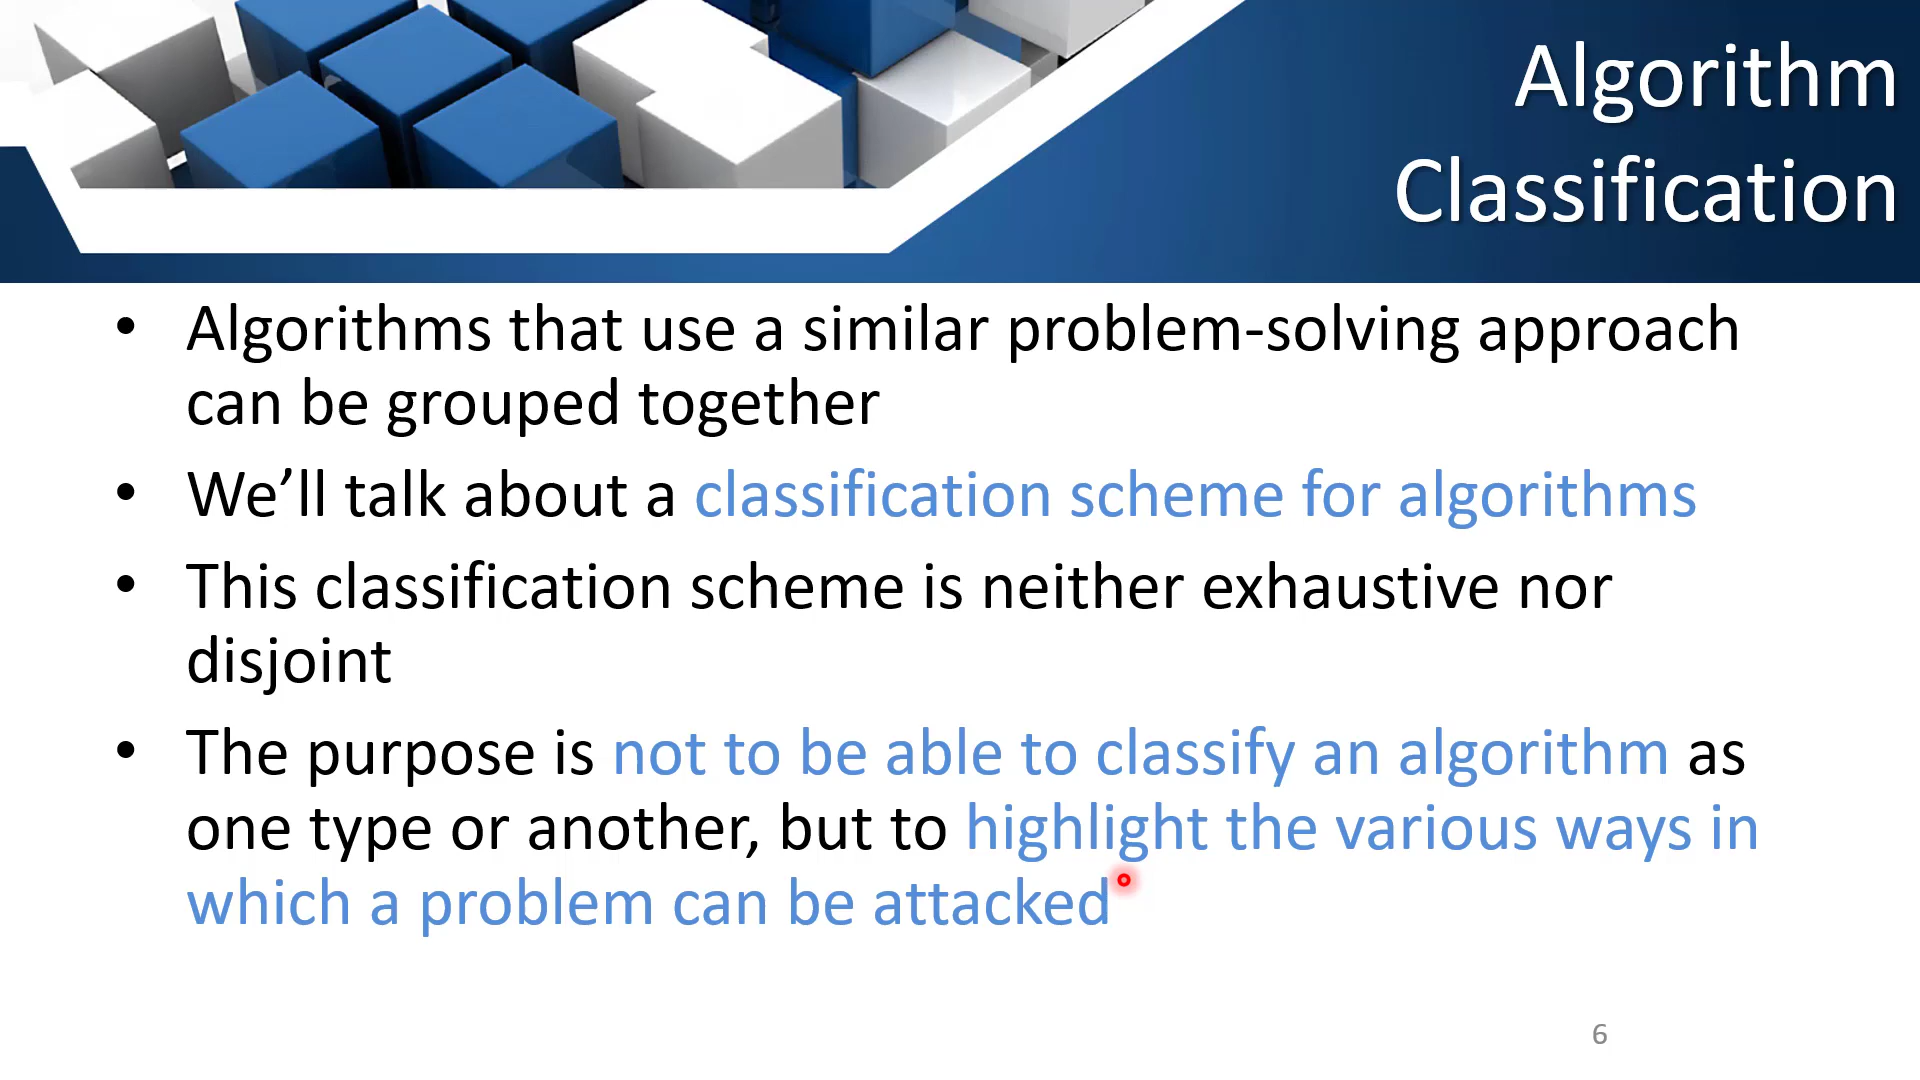 Algorithm
Classification
• Algorithms that use a similar problem-solving approach
can be grouped together
• We’ll talk about a classification scheme for algorithms
• This classification scheme is neither exhaustive nor
disjoint
• The purpose is not to be able to classify an algorithm as
one type or another, but to highlight the various ways in
which a problem can be attacked
6